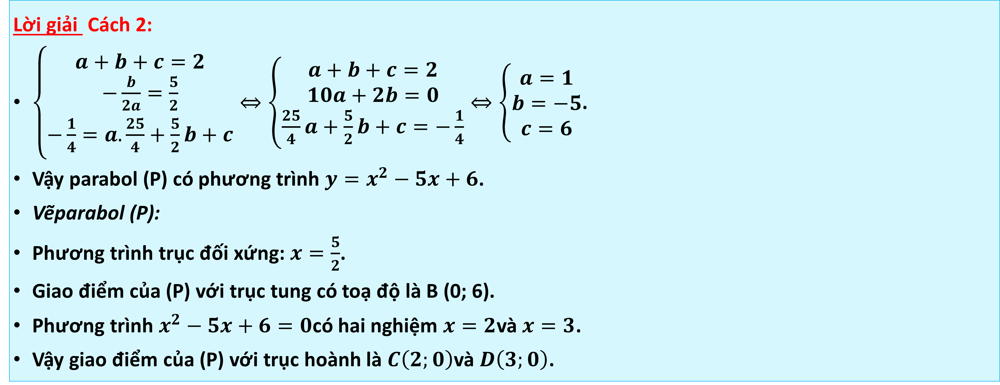 Lời giải  Cách 2:
• $\begin{cases} a + b + c = 2 \\ -\frac{b}{2a} = \frac{5}{2} \\ -\frac{1}{4} = a.\frac{25}{4} + \frac{5}{2}b + c \end{cases} \Leftrightarrow \begin{cases} a + b + c = 2 \\ 10a + 2b = 0 \\ \frac{25}{4}a + \frac{5}{2}b + c = -\frac{1}{4} \end{cases} \Leftrightarrow \begin{cases} a = 1 \\ b = -5. \\ c = 6 \end{cases}$
• Vậy parabol (P) có phương trình $y = x^2 - 5x + 6.$
• Vẽparabol (P):
• Phương trình trục đối xứng: $x = \frac{5}{2}.$
• Giao điểm của (P) với trục tung có toạ độ là B (0; 6).
• Phương trình $x^2 - 5x + 6 = 0$có hai nghiệm $x = 2$và $x = 3.$
• Vậy giao điểm của (P) với trục hoành là $C(2; 0)$và $D(3; 0).$